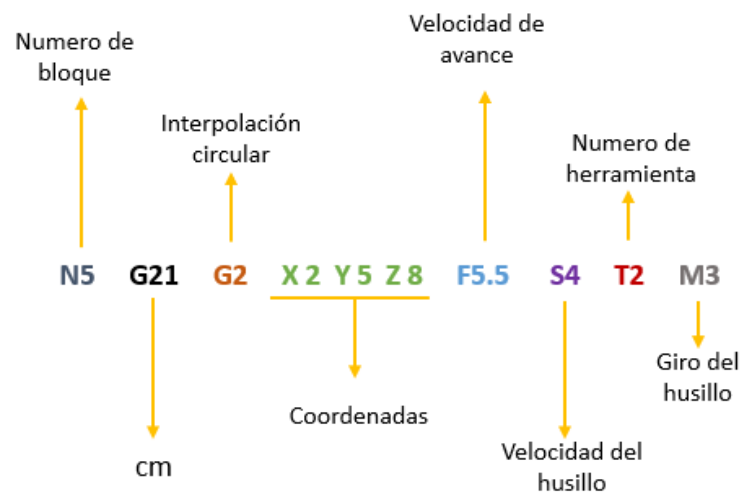 Numero de
bloque
Interpolación
circular
Velocidad de
avance
Numero de
herramienta
N5 G21 G2 X 2 Y 5 Z 8 F5.5 S4 T2 M3
cm
Coordenadas
Velocidad del
husillo
Giro del
husillo